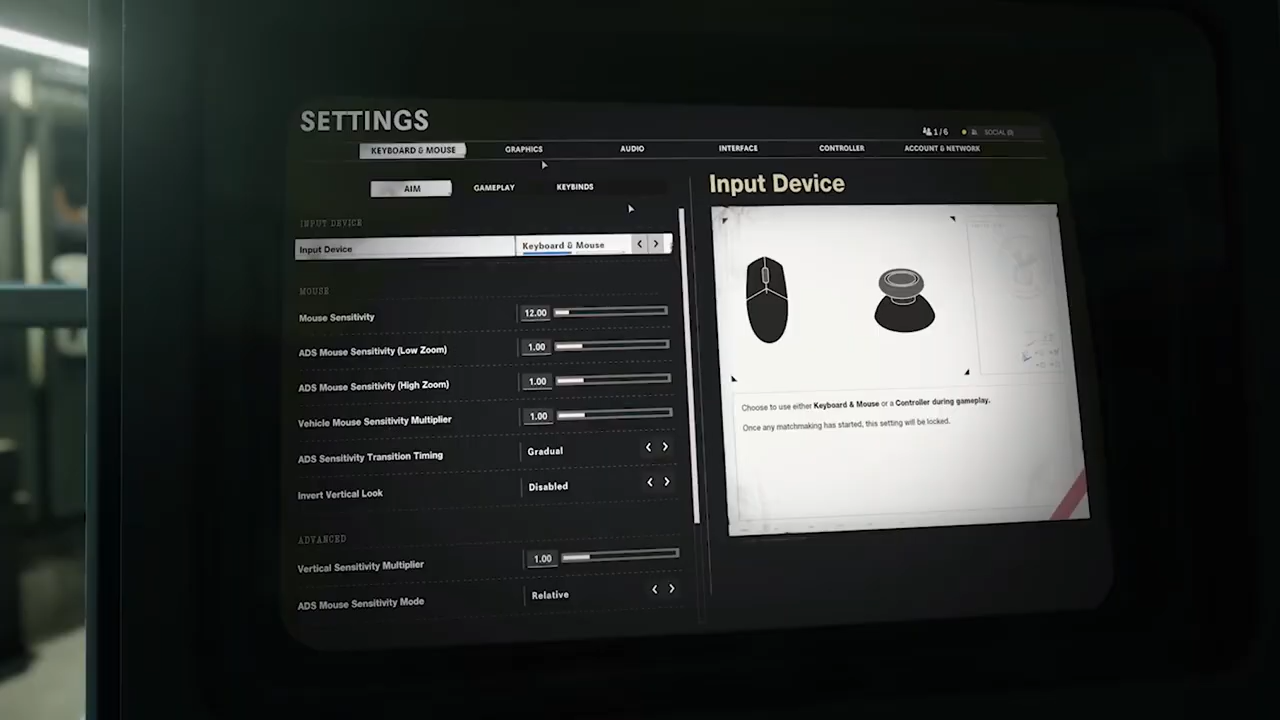 SETTINGS
1/6
SOCIAL (0)
KEYBOARD & MOUSE
GRAPHICS
AUDIO
INTERFACE
CONTROLLER
ACCOUNT & NETWORK
AIM
GAMEPLAY
KEYBINDS
INPUT DEVICE
Input Device
Keyboard & Mouse
MOUSE
Mouse Sensitivity
12.00
ADS Mouse Sensitivity (Low Zoom)
1.00
ADS Mouse Sensitivity (High Zoom)
1.00
Vehicle Mouse Sensitivity Multiplier
1.00
ADS Sensitivity Transition Timing
Gradual
Invert Vertical Look
Disabled
ADVANCED
Vertical Sensitivity Multiplier
1.00
ADS Mouse Sensitivity Mode
Relative
Input Device
Choose to use either Keyboard & Mouse or a Controller during gameplay.
Once any matchmaking has started, this setting will be locked.